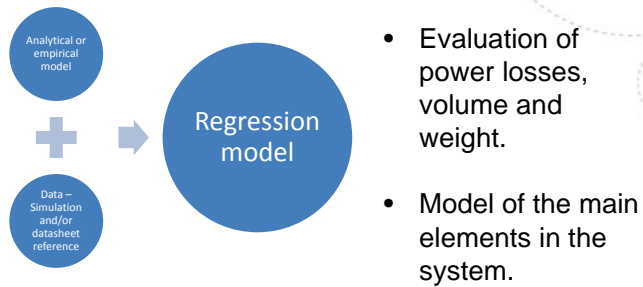 Analytical or
empirical
model
Data –
Simulation
and/or
datasheet
reference
Regression
model
• Evaluation of
power losses,
volume and
weight.
• Model of the main
elements in the
system.